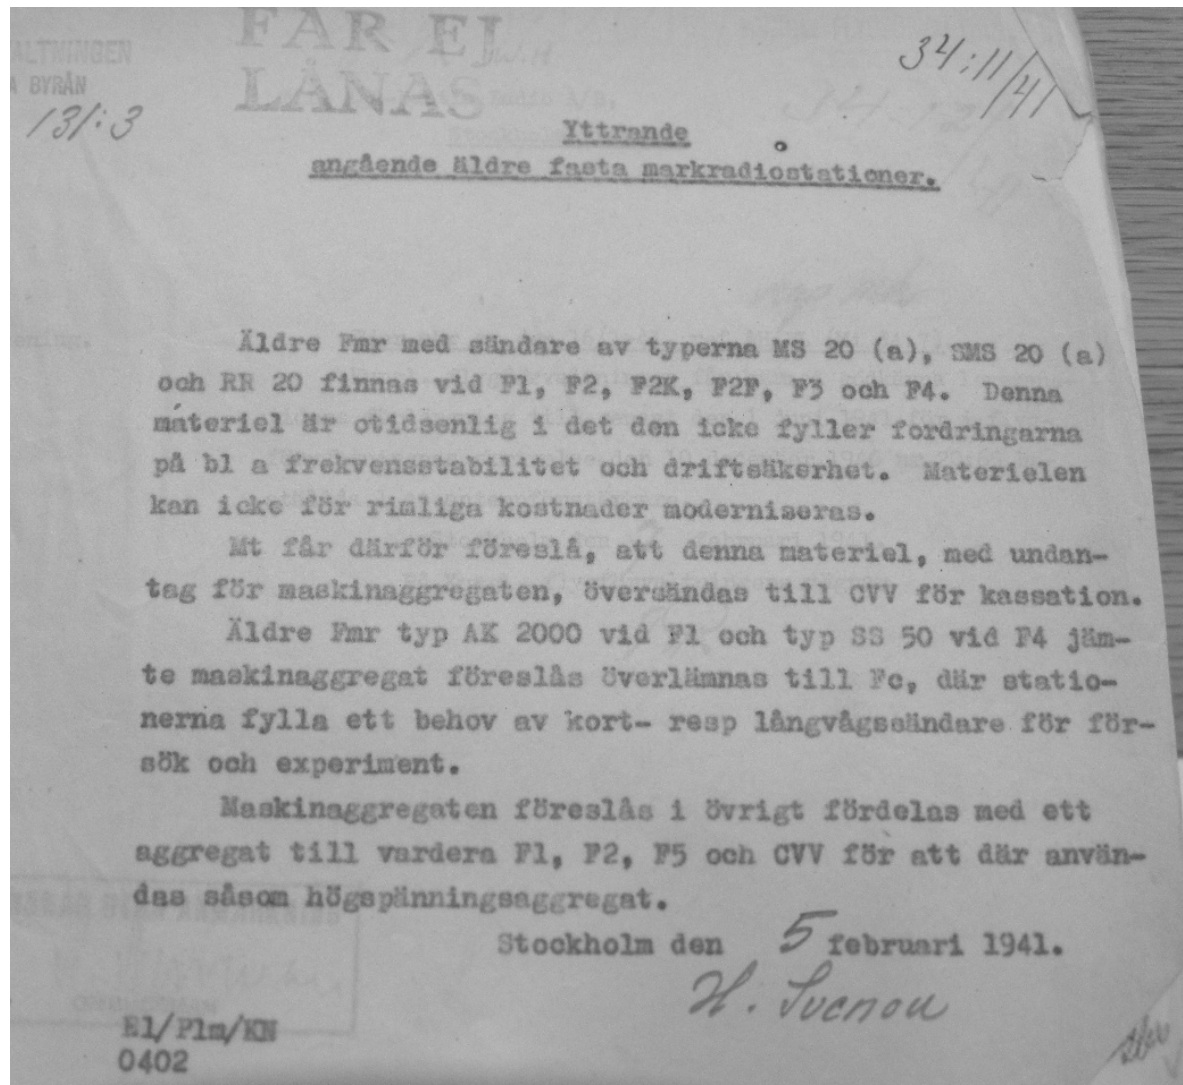 FÅR EJ
LÅNAS
ALTNINGEN
BYRÅN
131:3
34:11/41
Yttrande
angående äldre fasta markradiostationer.
Äldre Fmr med sändare av typerna MS 20 (a), SMS 20 (a)
och RR 20 finnas vid F1, F2, F2K, F2F, F3 och F4. Denna
materiel är otidsenlig i det den icke fyller fordringarna
på bl a frekvensstabilitet och driftsäkerhet. Materielen
kan icke för rimliga kostnader moderniseras.
Mt får därför föreslå, att denna materiel, med undan-
tag för maskinaggregaten, översändas till CVV för kassation.
Äldre Fmr typ AK 2000 vid F1 och typ SS 50 vid F4 jäm-
te maskinaggregat föreslås överlämnas till Fc, där statio-
nerna fylla ett behov av kort- resp långvågssändare för för-
sök och experiment.
Maskinaggregaten föreslås i övrigt fördelas med ett
aggregat till vardera F1, F2, F5 och CVV för att där använ-
das såsom högspänningsaggregat.
Stockholm den 5 februari 1941.
H. Svenou
El/Plm/KN
0402